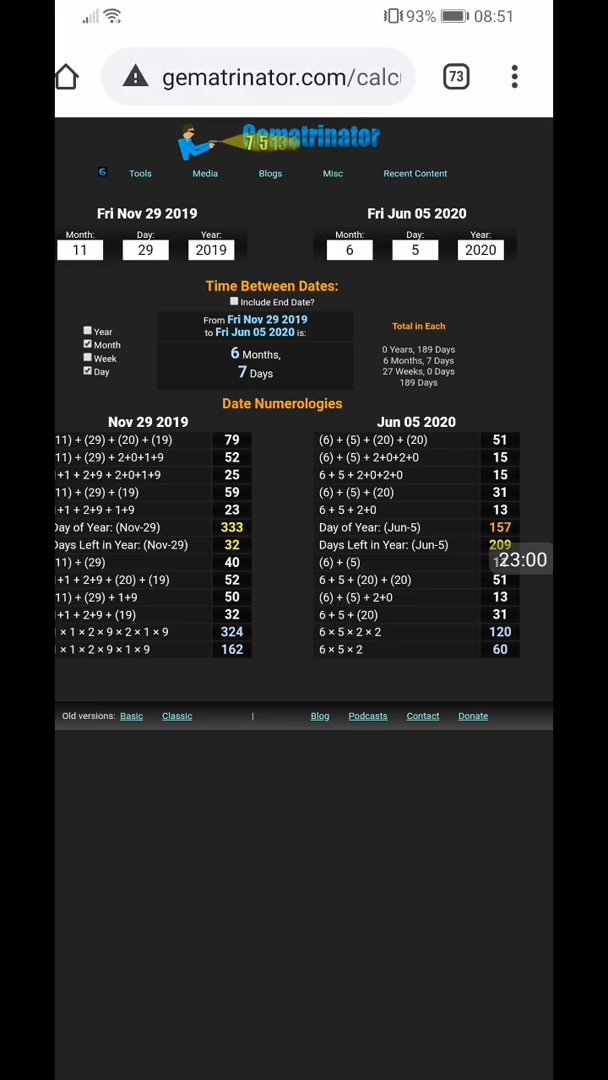 93% 08:51
gematrinator.com/calc
73
Gematrinator
7 5 13
6 Tools Media Blogs Misc Recent Content
Fri Nov 29 2019 Fri Jun 05 2020
Month: Day: Year: Month: Day: Year:
11 29 2019 6 5 2020
Time Between Dates:
Include End Date?
From Fri Nov 29 2019
to Fri Jun 05 2020 is:
6 Months,
7 Days
Year
Month
Week
Day
Total in Each
0 Years, 189 Days
6 Months, 7 Days
27 Weeks, 0 Days
189 Days
Date Numerologies
Nov 29 2019 Jun 05 2020
11) + (29) + (20) + (19) 79 (6) + (5) + (20) + (20) 51
11) + (29) + 2+0+1+9 52 (6) + (5) + 2+0+2+0 15
+1 + 2+9 + 2+0+1+9 25 6 + 5 + 2+0+2+0 15
11) + (29) + (19) 59 (6) + (5) + (20) 31
+1 + 2+9 + 1+9 23 6 + 5 + 2+0 13
Day of Year: (Nov-29) 333 Day of Year: (Jun-5) 157
Days Left in Year: (Nov-29) 32 Days Left in Year: (Jun-5) 209
11) + (29) 40 (6) + (5)
23:00
+1 + 2+9 + (20) + (19) 52 6 + 5 + (20) + (20) 51
11) + (29) + 1+9 50 (6) + (5) + 2+0 13
+1 + 2+9 + (19) 32 6 + 5 + (20) 31
× 1 × 2 × 9 × 2 × 1 × 9 324 6 × 5 × 2 × 2 120
× 1 × 2 × 9 × 1 × 9 162 6 × 5 × 2 60
Old versions: Basic Classic | Blog Podcasts Contact Donate